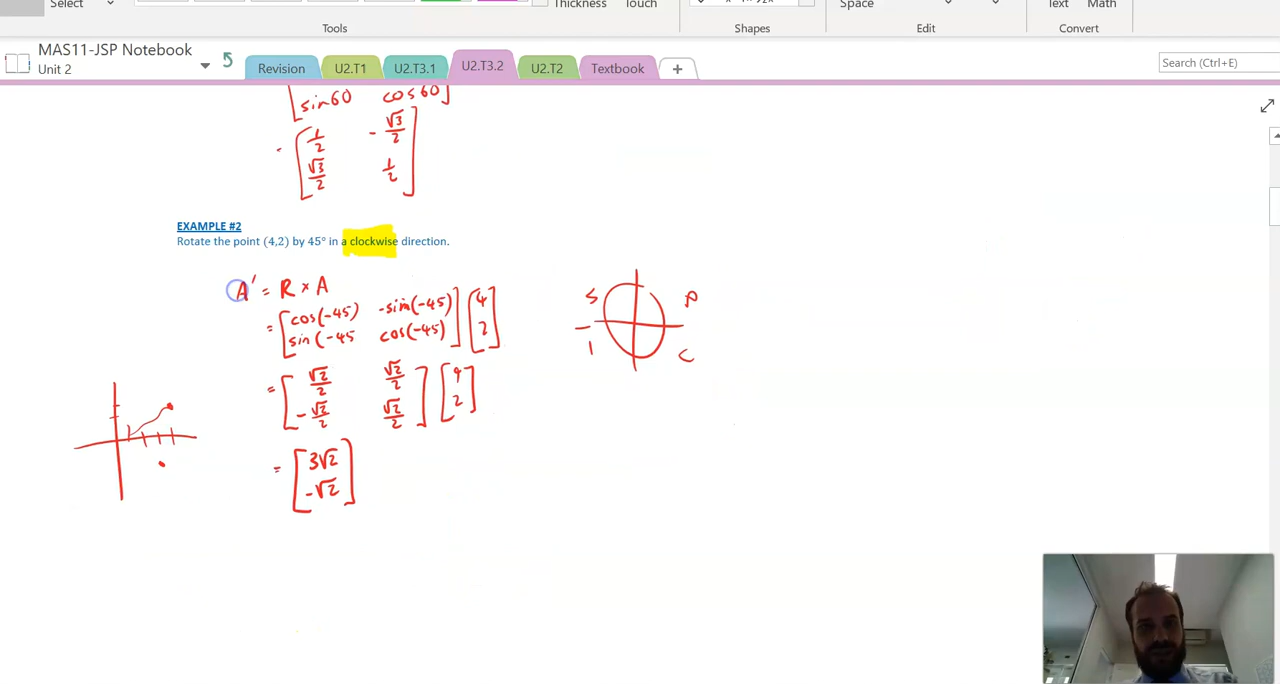 Select
Thickness
Touch
Space
Text
Math
Tools
Shapes
Edit
Convert
MAS11-JSP Notebook
Unit 2
Revision
U2.T1
U2.T3.1
U2.T3.2
U2.T2
Textbook
+
Search (Ctrl+E)
sin60 cos60
= [ 1/2 - √3/2
√3/2 1/2 ]
EXAMPLE #2
Rotate the point (4,2) by 45° in a clockwise direction.
A' = R × A
= [ cos(-45) -sin(-45) ] [ 4
sin(-45 cos(-45) ] 2 ]
= [ √2/2 √2/2 ] [ 4
-√2/2 √2/2 ] 2 ]
= [ 3√2
-√2 ]
S A
T C